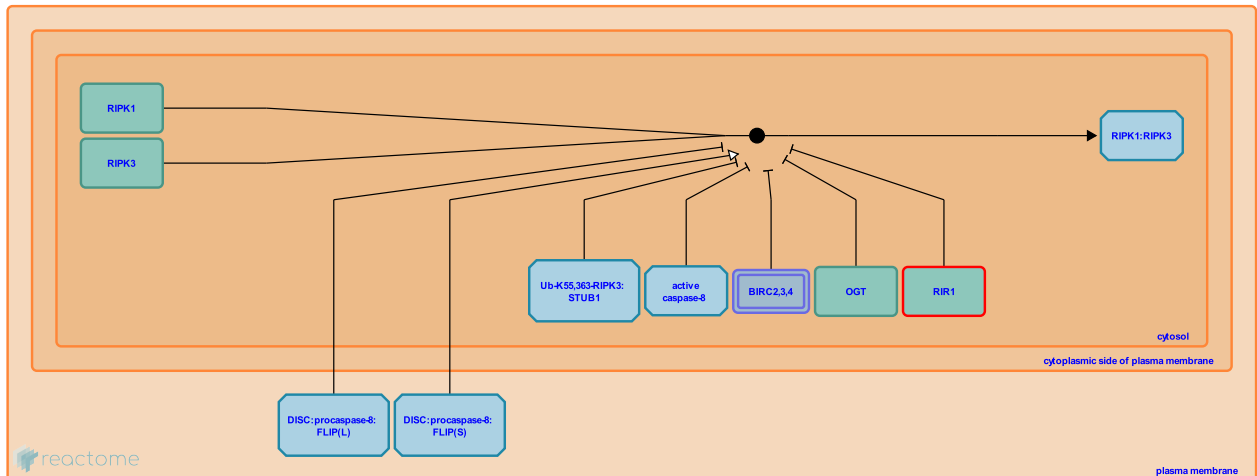 RIPK1
RIPK3
RIPK1:RIPK3
Ub-K55,363-RIPK3:
STUB1
active
caspase-8
BIRC2,3,4
OGT
RIR1
cytosol
cytoplasmic side of plasma membrane
DISC:procaspase-8:
FLIP(L)
DISC:procaspase-8:
FLIP(S)
reactome
plasma membrane